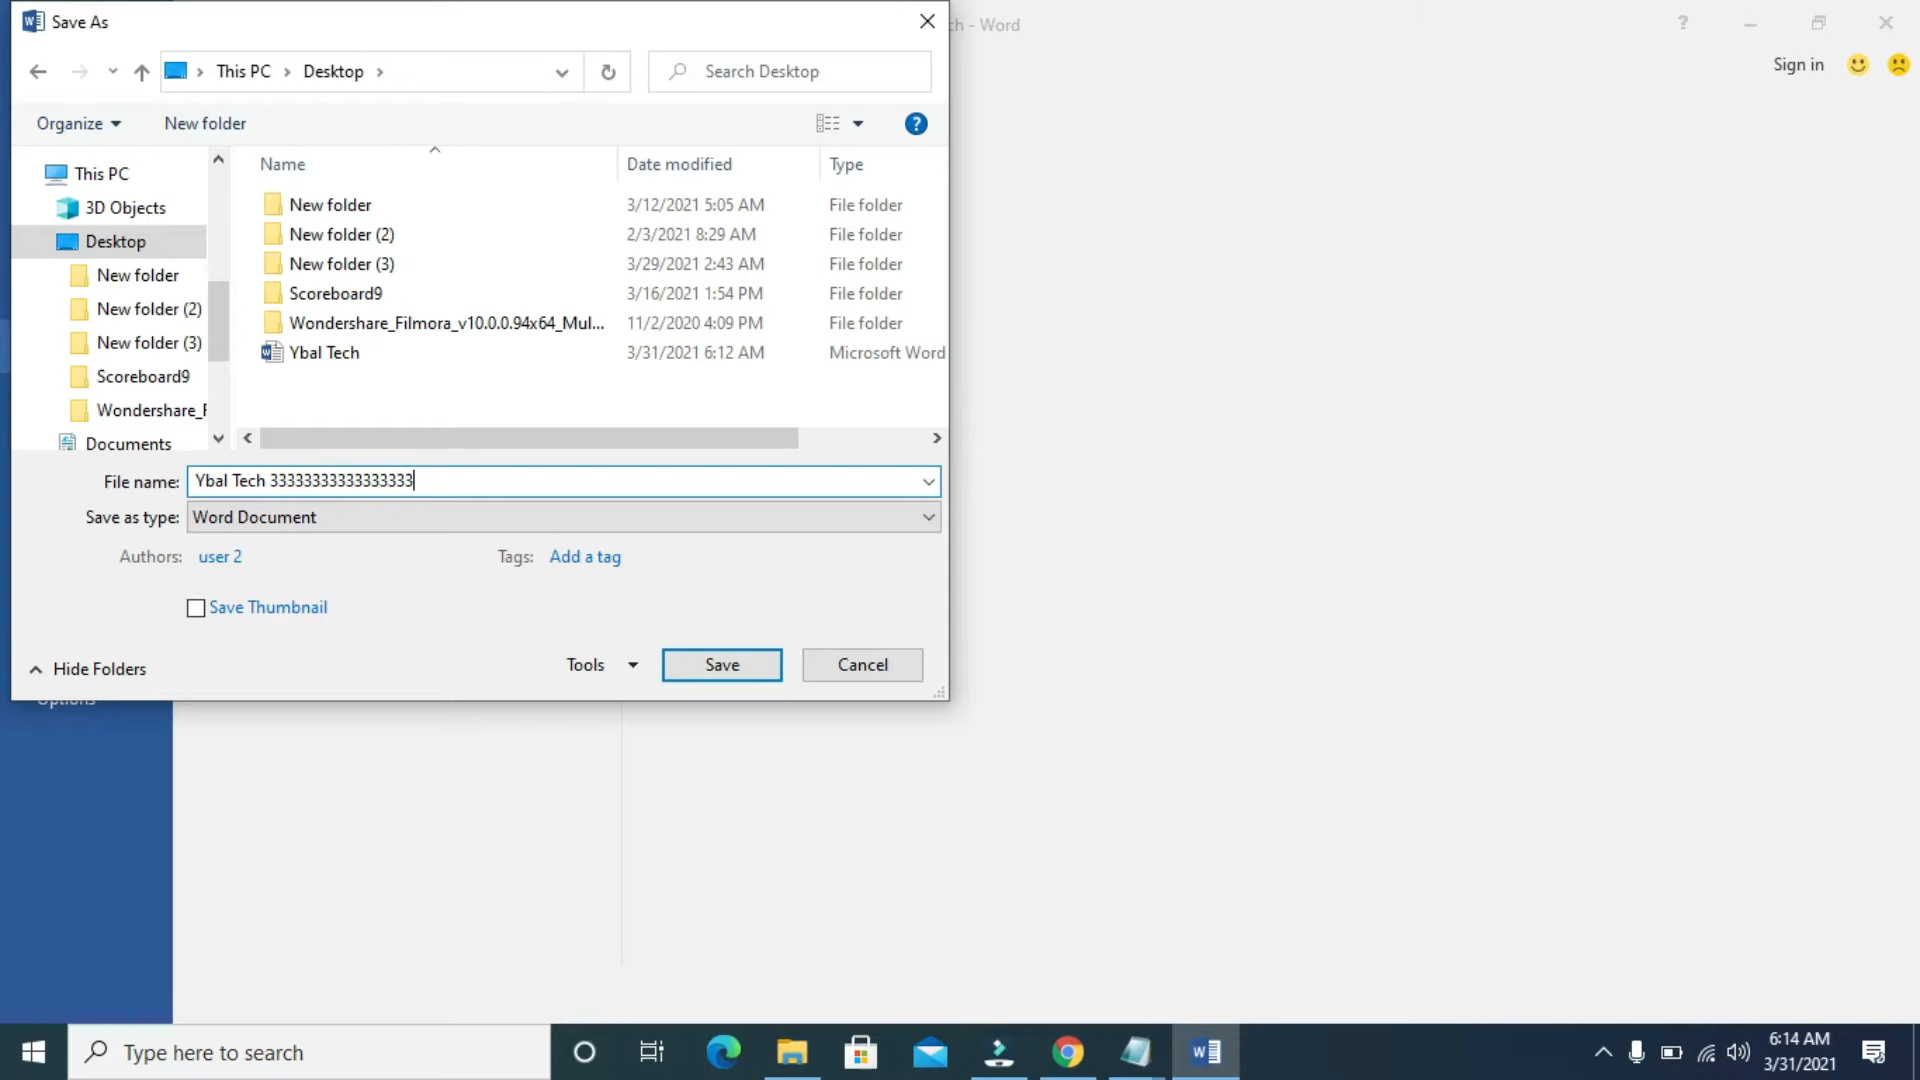 Save As
ch - Word
Sign in
This PC > Desktop >
Search Desktop
Organize
New folder
Name
Date modified
Type
This PC
3D Objects
Desktop
New folder
New folder (2)
New folder (3)
Scoreboard9
Wondershare_F
Documents
New folder 3/12/2021 5:05 AM File folder
New folder (2) 2/3/2021 8:29 AM File folder
New folder (3) 3/29/2021 2:43 AM File folder
Scoreboard9 3/16/2021 1:54 PM File folder
Wondershare_Filmora_v10.0.0.94x64_Mul... 11/2/2020 4:09 PM File folder
Ybal Tech 3/31/2021 6:12 AM Microsoft Word
File name: Ybal Tech 33333333333333333
Save as type: Word Document
Authors: user 2
Tags: Add a tag
Save Thumbnail
Hide Folders
Tools
Save
Cancel
Options
Type here to search
6:14 AM
3/31/2021